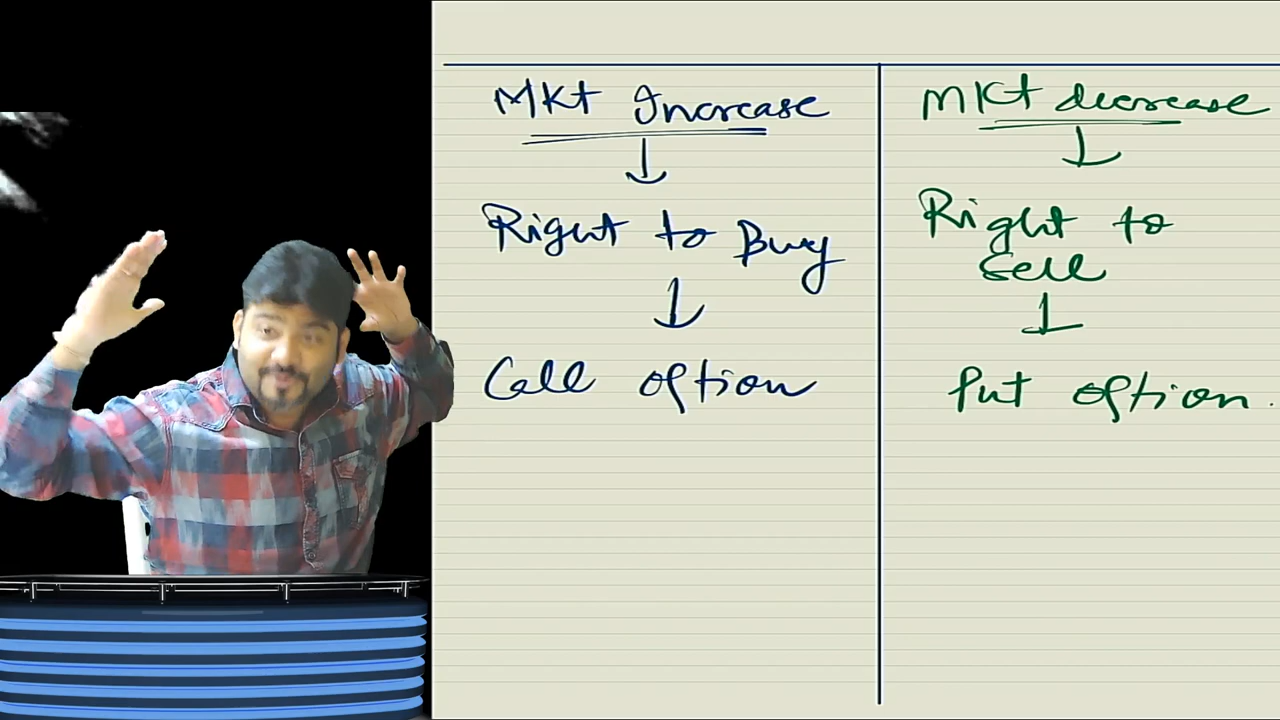 MKt Increase
Right to Buy
Call option
MKt decrease
Right to
Sell
Put option.